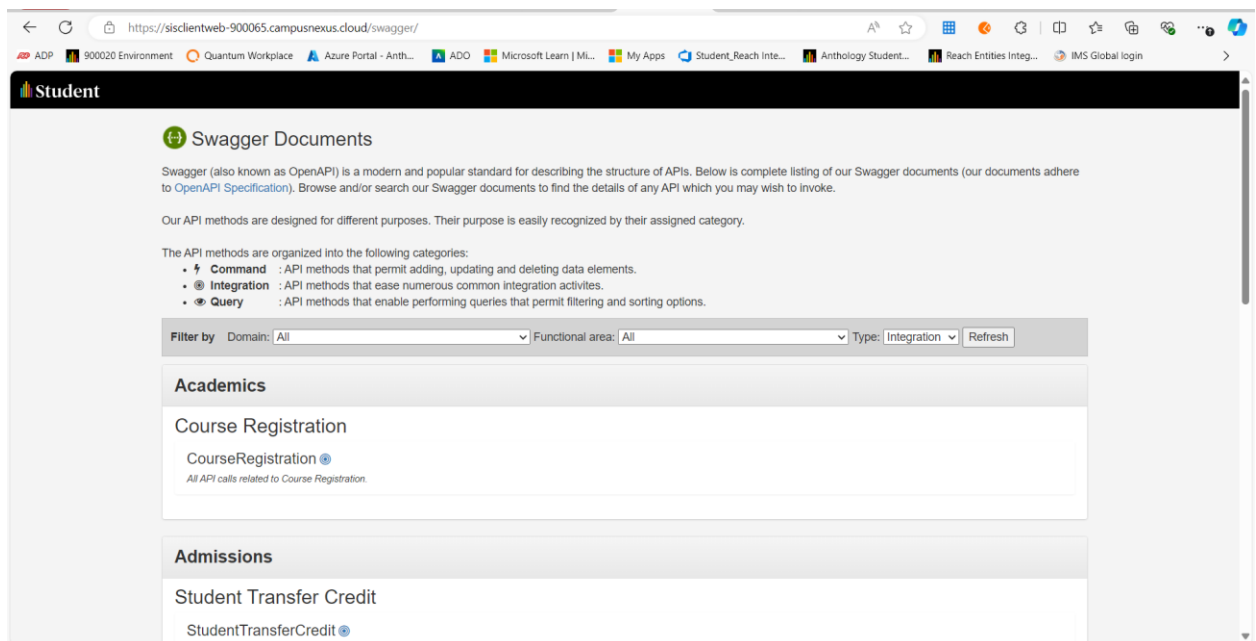 https://sisclientweb-900065.campusnexus.cloud/swagger/
ADP 900020 Environment Quantum Workplace Azure Portal - Anth... ADO Microsoft Learn | Mi... My Apps Student_Reach Inte... Anthology Student... Reach Entities Integ... IMS Global login
Student
Swagger Documents
Swagger (also known as OpenAPI) is a modern and popular standard for describing the structure of APIs. Below is complete listing of our Swagger documents (our documents adhere
to OpenAPI Specification). Browse and/or search our Swagger documents to find the details of any API which you may wish to invoke.
Our API methods are designed for different purposes. Their purpose is easily recognized by their assigned category.
The API methods are organized into the following categories:
Command : API methods that permit adding, updating and deleting data elements.
Integration : API methods that ease numerous common integration activites.
Query : API methods that enable performing queries that permit filtering and sorting options.
Filter by Domain: All Functional area: All Type: Integration Refresh
Academics
Course Registration
CourseRegistration
All API calls related to Course Registration.
Admissions
Student Transfer Credit
StudentTransferCredit